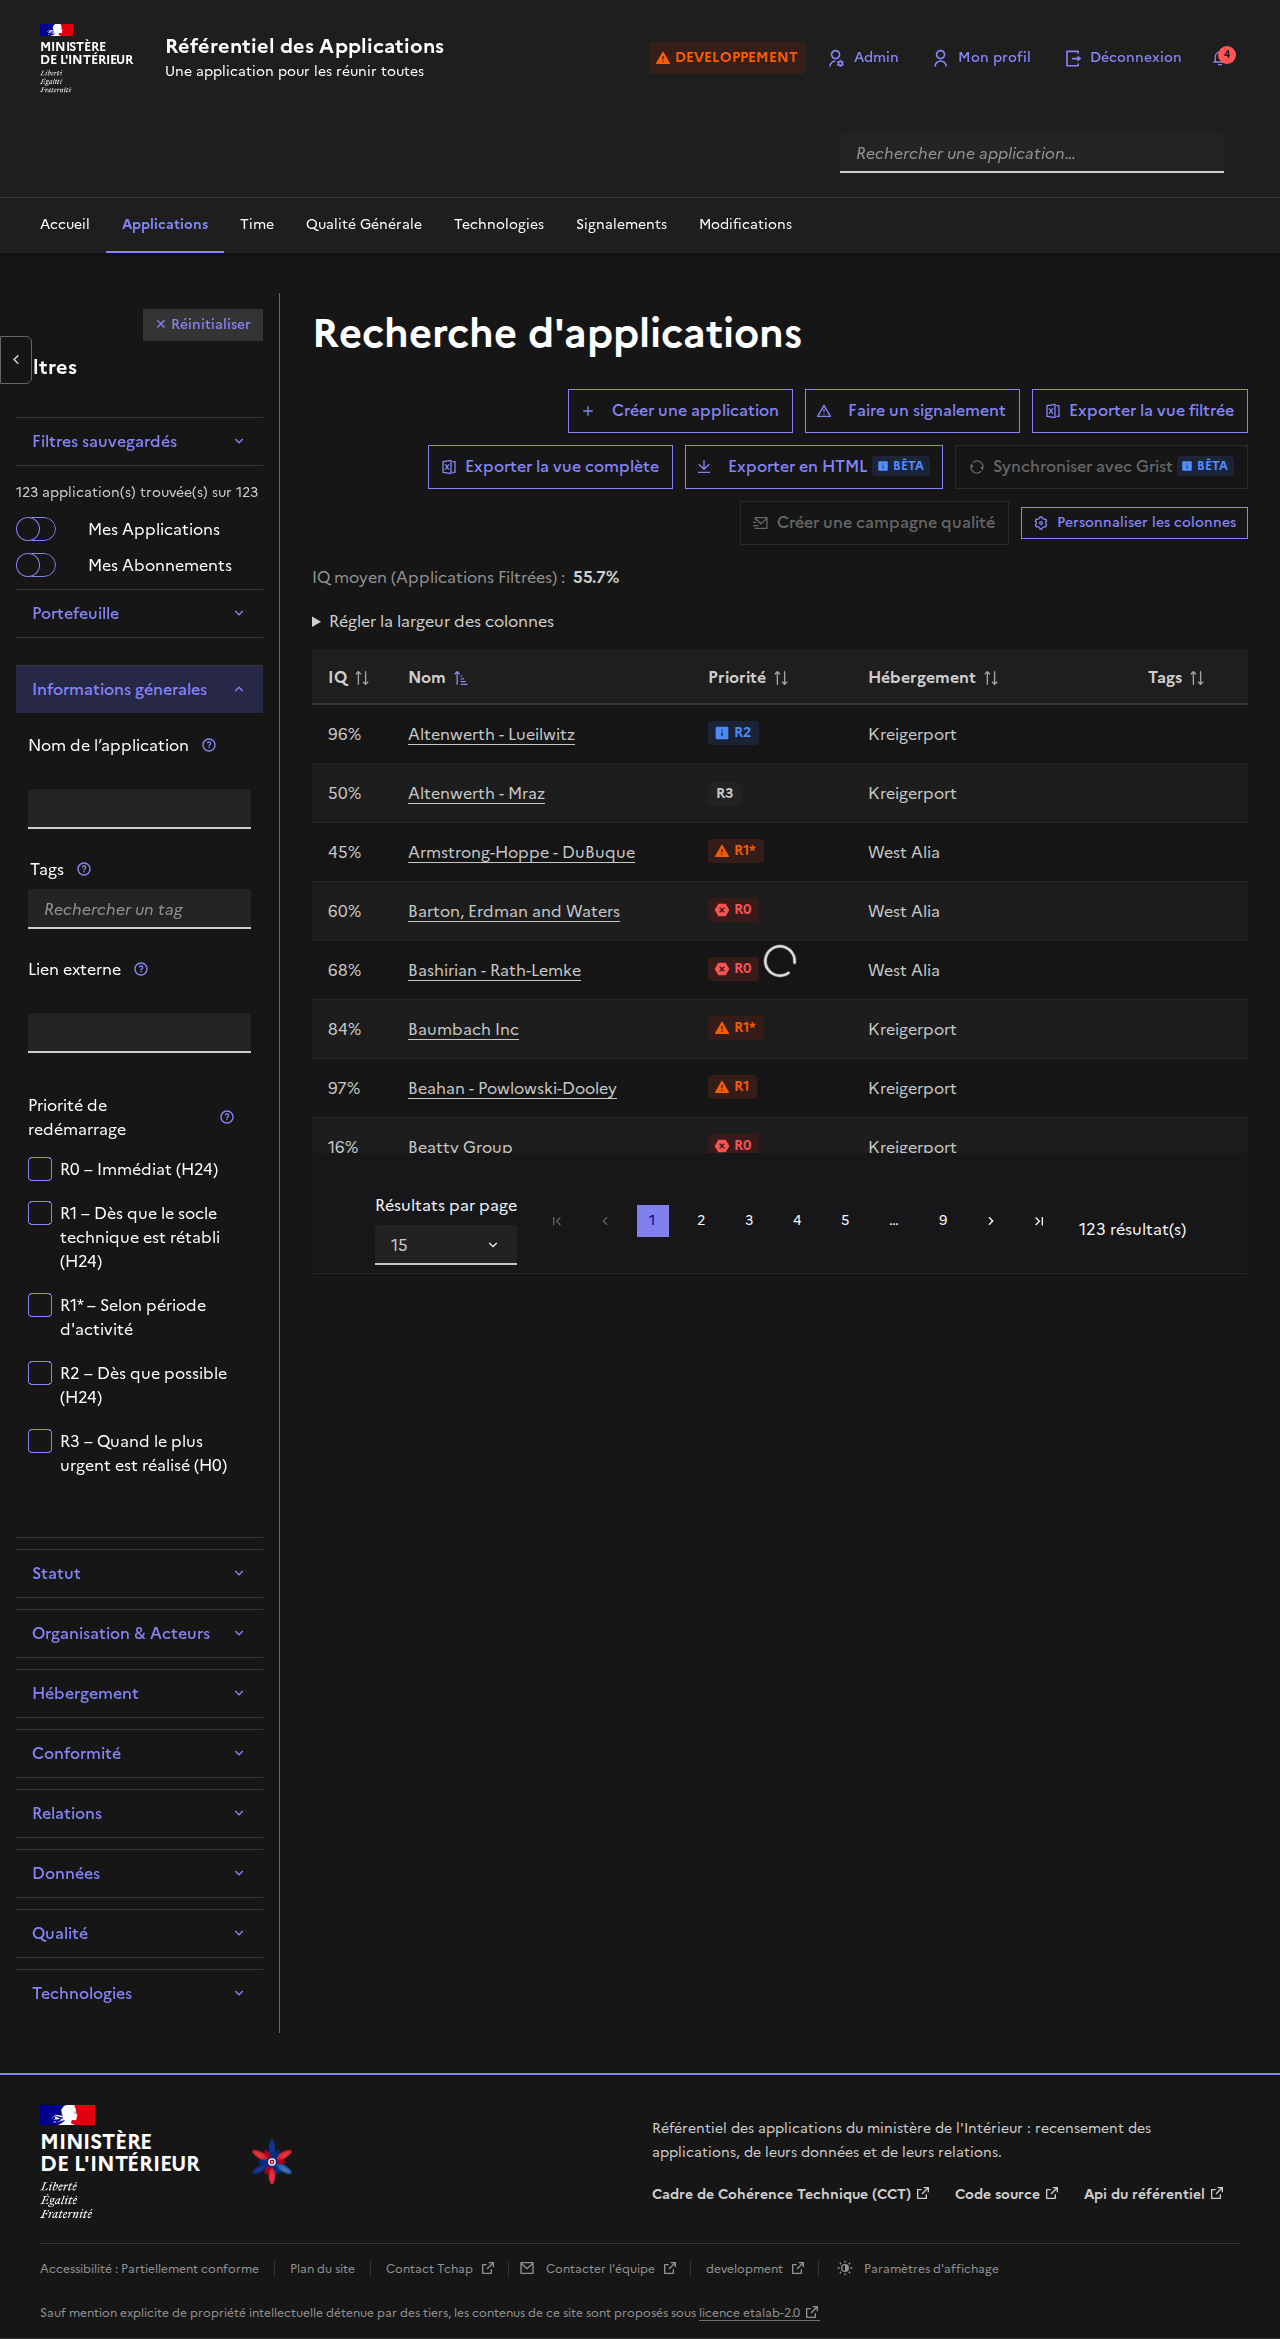 MINISTÈRE
DE L'INTÉRIEUR
Liberté
Égalité
Fraternité
Référentiel des Applications
Une application pour les réunir toutes
DEVELOPPEMENT
Admin
Mon profil
Déconnexion
4
Rechercher une application...
Accueil
Applications
Time
Qualité Générale
Technologies
Signalements
Modifications
Réinitialiser
ltres
Filtres sauvegardés
123 application(s) trouvée(s) sur 123
Mes Applications
Mes Abonnements
Portefeuille
Informations génerales
Nom de l'application
Tags
Rechercher un tag
Lien externe
Priorité de
redémarrage
R0 – Immédiat (H24)
R1 – Dès que le socle
technique est rétabli
(H24)
R1* – Selon période
d'activité
R2 – Dès que possible
(H24)
R3 – Quand le plus
urgent est réalisé (H0)
Statut
Organisation & Acteurs
Hébergement
Conformité
Relations
Données
Qualité
Technologies
Recherche d'applications
Créer une application
Faire un signalement
Exporter la vue filtrée
Exporter la vue complète
Exporter en HTML BÊTA
Synchroniser avec Grist BÊTA
Créer une campagne qualité
Personnaliser les colonnes
IQ moyen (Applications Filtrées) : 55.7%
Régler la largeur des colonnes
IQ Nom Priorité Hébergement Tags
96% Altenwerth - Lueilwitz R2 Kreigerport
50% Altenwerth - Mraz R3 Kreigerport
45% Armstrong-Hoppe - DuBuque R1* West Alia
60% Barton, Erdman and Waters R0 West Alia
68% Bashirian - Rath-Lemke R0 West Alia
84% Baumbach Inc R1* Kreigerport
97% Beahan - Powlowski-Dooley R1 Kreigerport
16% Beatty Group R0 Kreigerport
Résultats par page
15
1 2 3 4 5 … 9
123 résultat(s)
MINISTÈRE
DE L'INTÉRIEUR
Liberté
Égalité
Fraternité
Référentiel des applications du ministère de l'Intérieur : recensement des
applications, de leurs données et de leurs relations.
Cadre de Cohérence Technique (CCT)
Code source
Api du référentiel
Accessibilité : Partiellement conforme
Plan du site
Contact Tchap
Contacter l'équipe
development
Paramètres d'affichage
Sauf mention explicite de propriété intellectuelle détenue par des tiers, les contenus de ce site sont proposés sous licence etalab-2.0